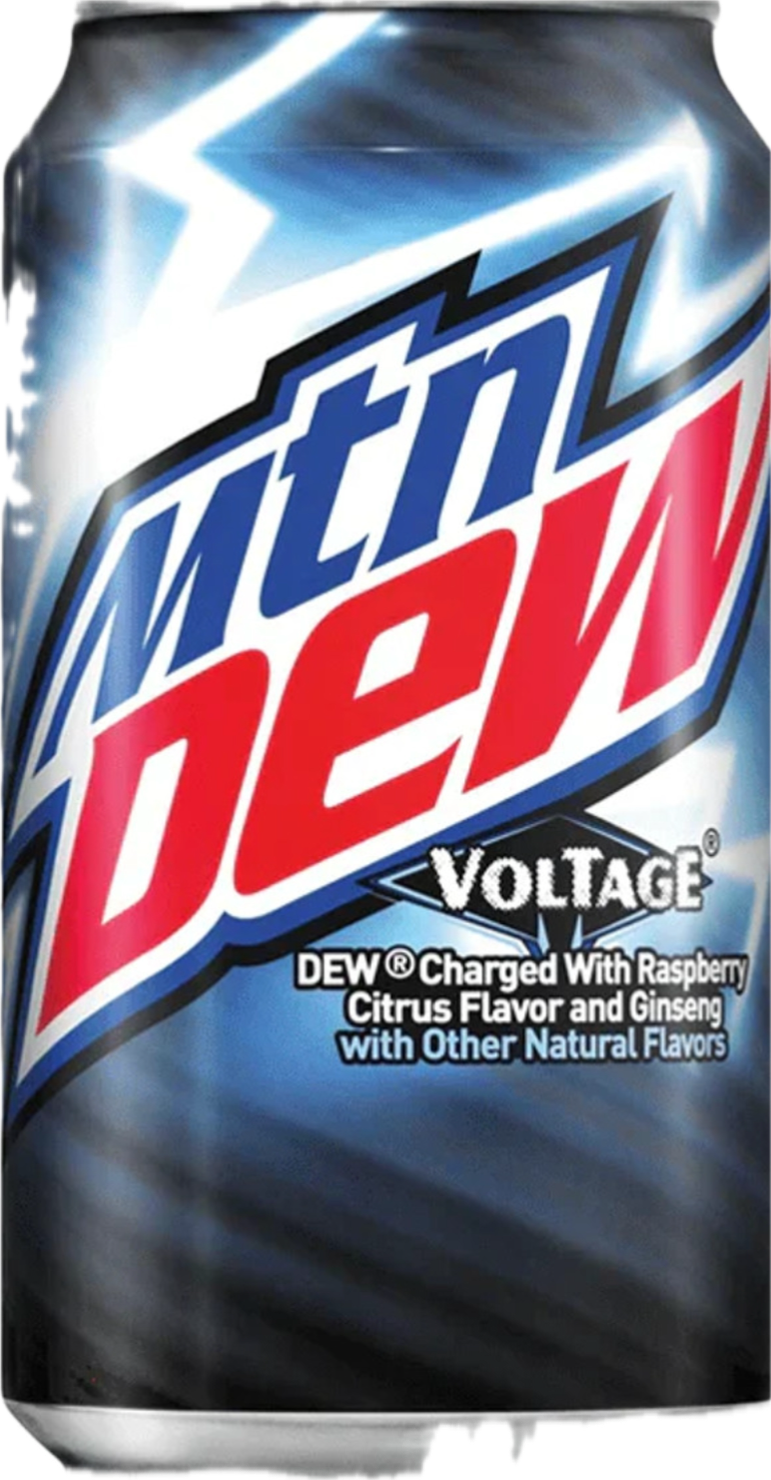 Mtn
Dew
VOLTAGE®
DEW® Charged With Raspberry
Citrus Flavor and Ginseng
with Other Natural Flavors